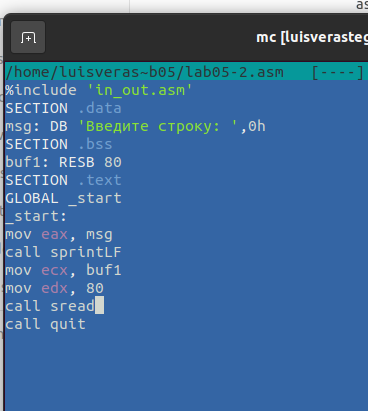 as
mc [luisverasteg
/home/luisveras~b05/lab05-2.asm [----]
%include 'in_out.asm'
SECTION .data
msg: DB 'Введите строку: ',0h
SECTION .bss
buf1: RESB 80
SECTION .text
GLOBAL _start
_start:
mov eax, msg
call sprintLF
mov ecx, buf1
mov edx, 80
call sread
call quit